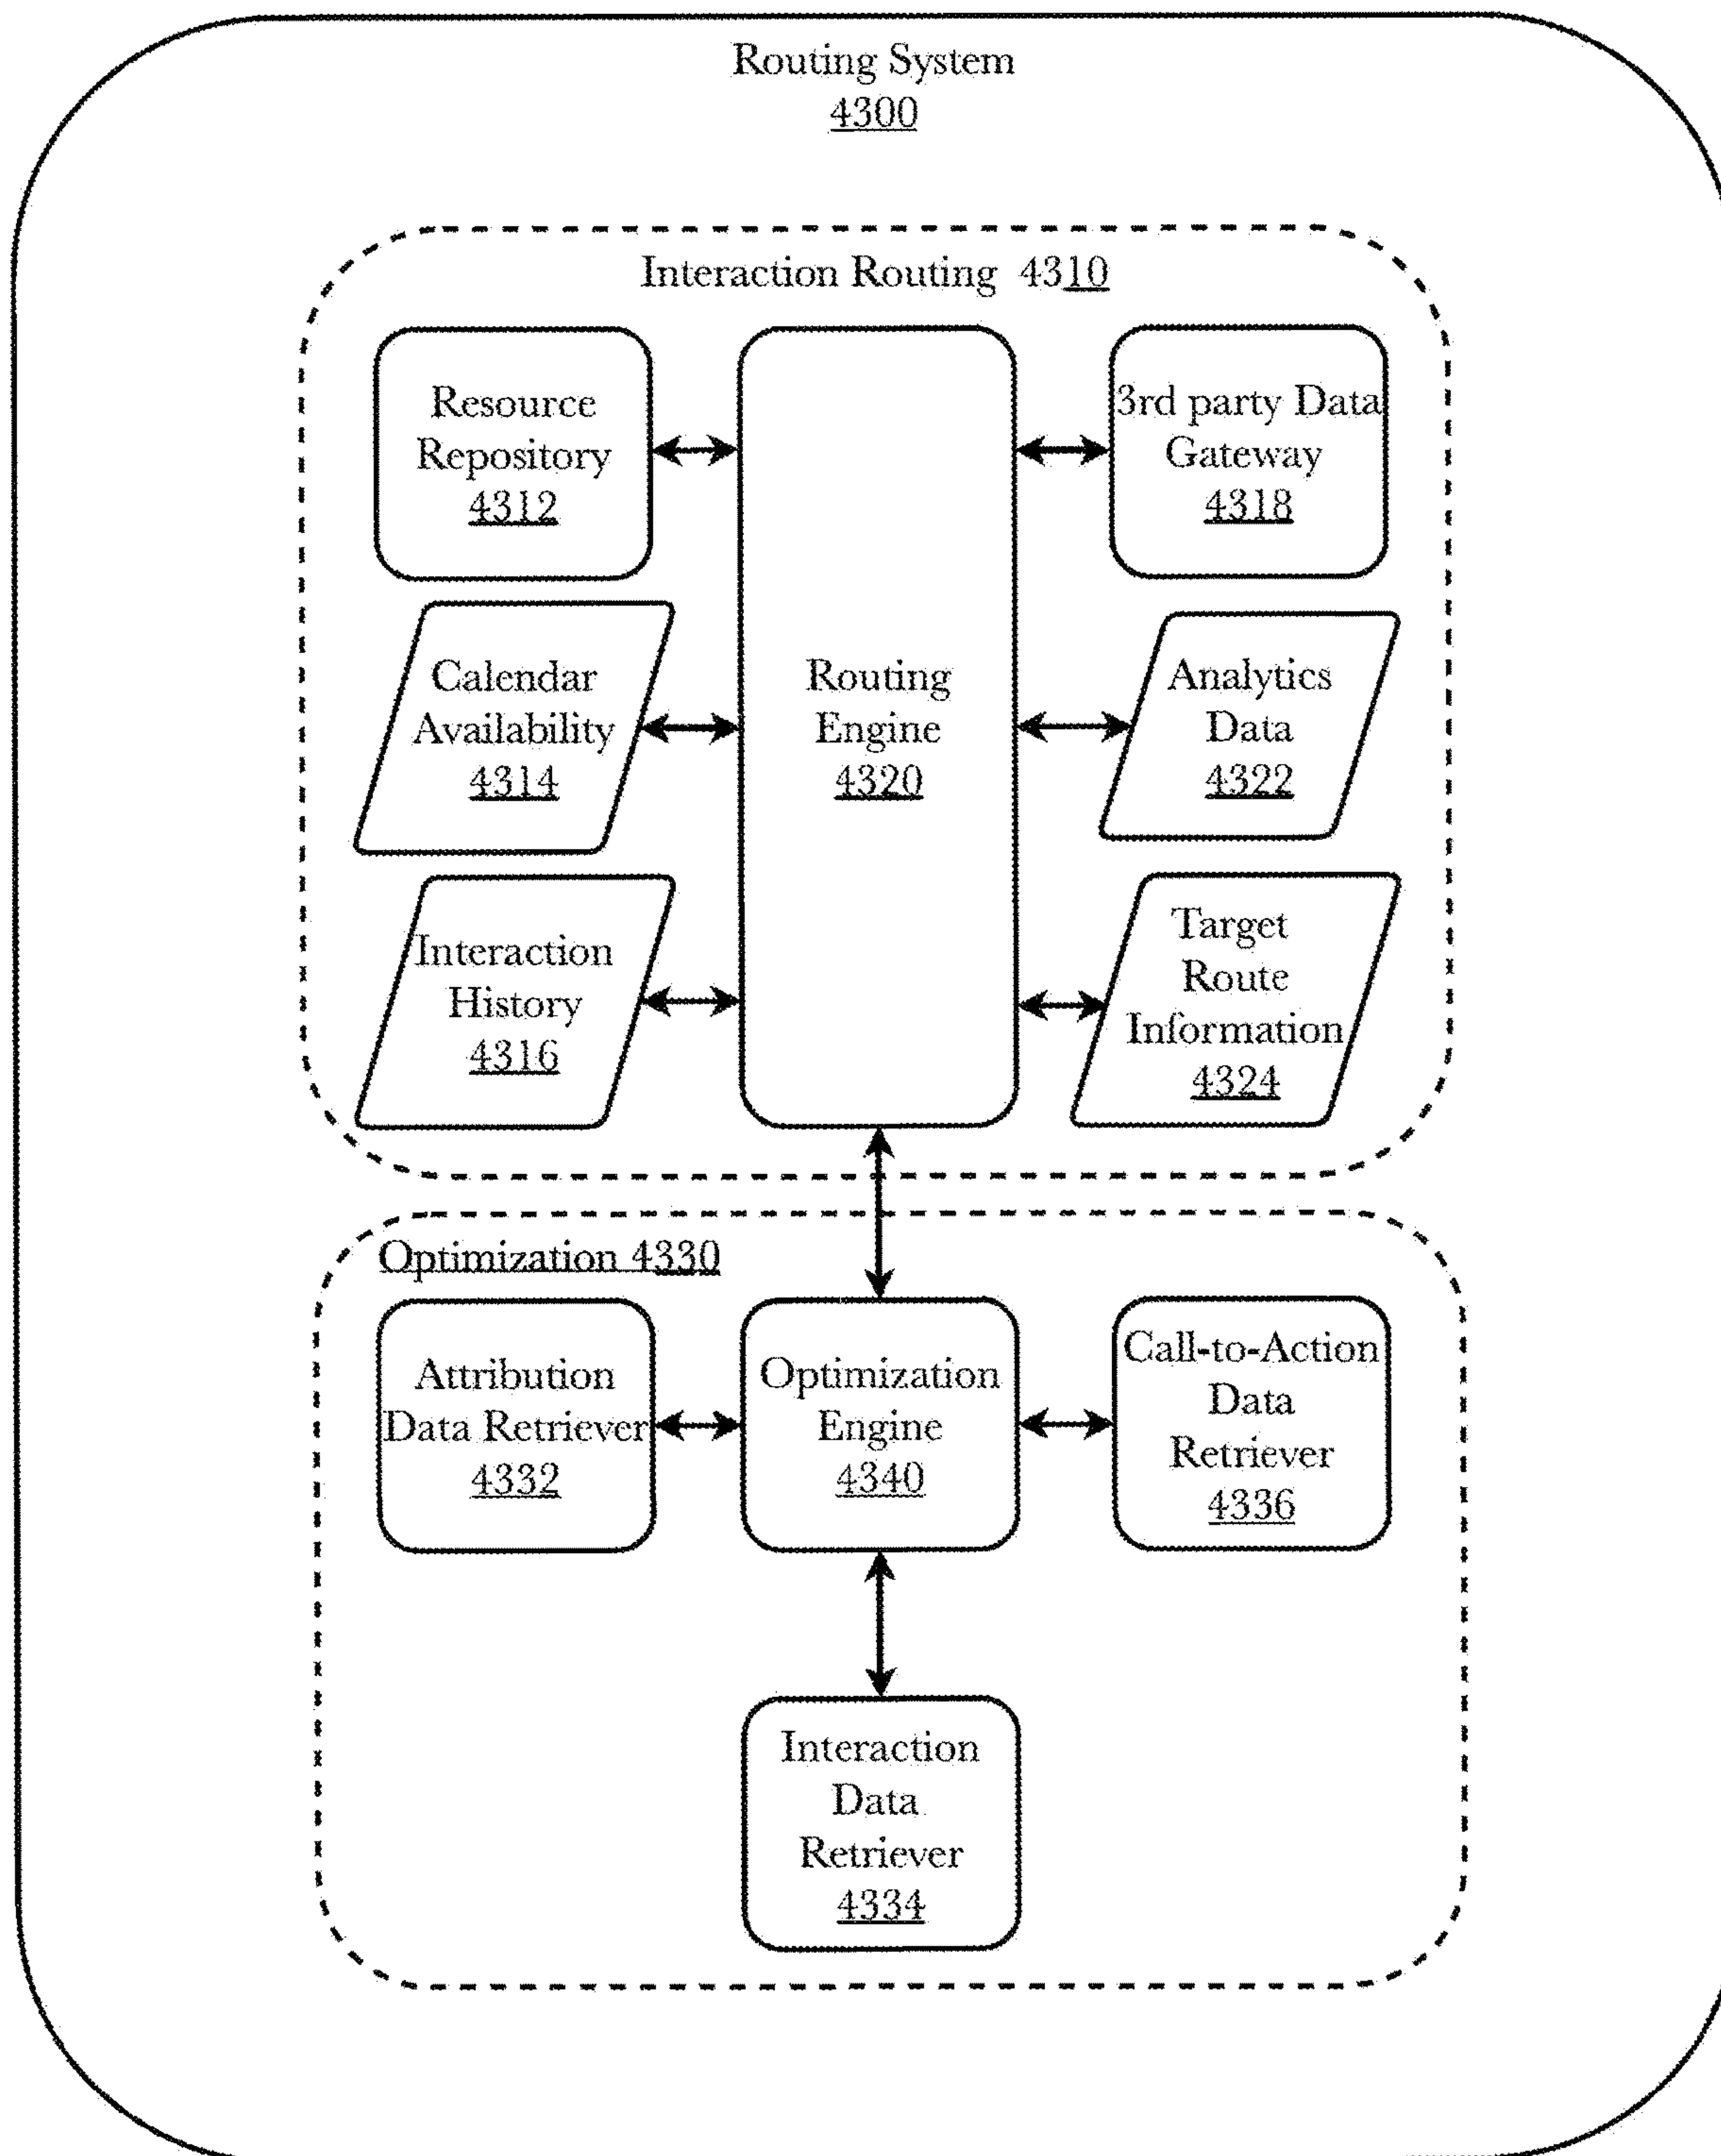 Routing System
4300
Interaction Routing 4310
Resource
Repository
4312
Routing
Engine
4320
3rd party Data
Gateway
4318
Calendar
Availability
4314
Analytics
Data
4322
Interaction
History
4316
Target
Route
Information
4324
Optimization 4330
Attribution
Data Retriever
4332
Optimization
Engine
4340
Call-to-Action
Data
Retriever
4336
Interaction
Data
Retriever
4334